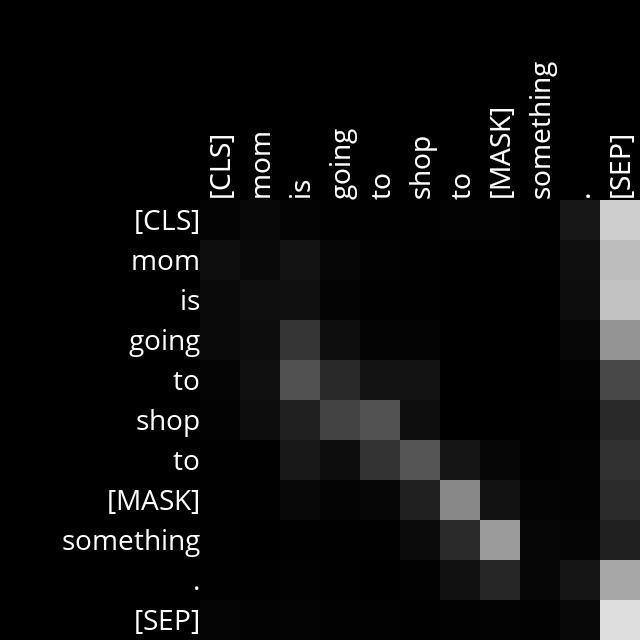 [CLS] mom is going to shop to [MASK] something . [SEP]
[CLS]
mom
is
going
to
shop
to
[MASK]
something
.
[SEP]